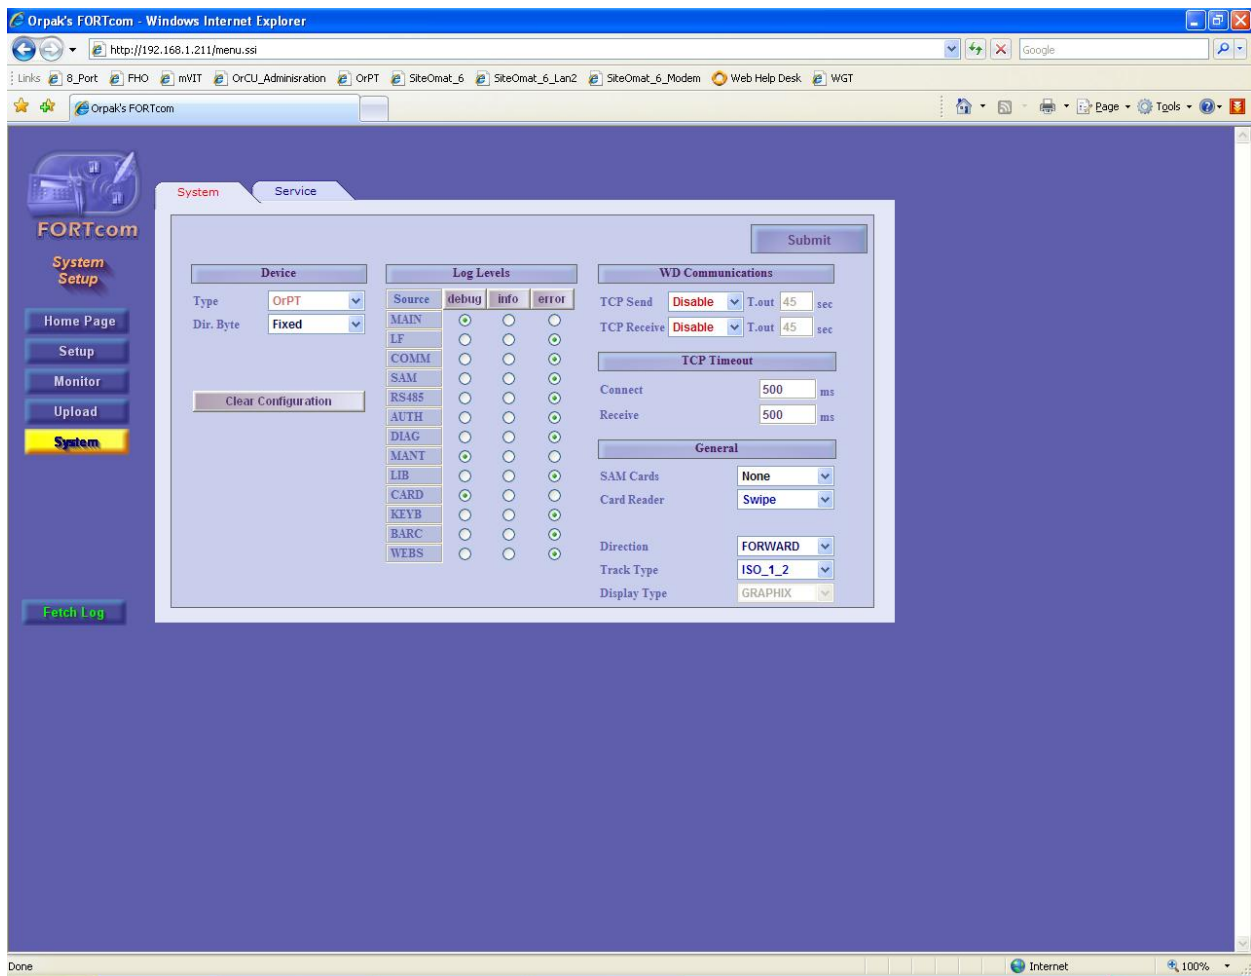 Orpak's FORTcom - Windows Internet Explorer
http://192.168.1.211/menu.ssi
Google
Links 8_Port FHO mVIT OrCU_Adminisration OrPT SiteOmat_6 SiteOmat_6_Lan2 SiteOmat_6_Modem Web Help Desk WGT
Orpak's FORTcom
Page Tools
System Service
FORTcom
System
Setup
Home Page
Setup
Monitor
Upload
System
Fetch Log
Submit
Device
Type OrPT
Dir. Byte Fixed
Clear Configuration
Log Levels
Source debug info error
MAIN
LF
COMM
SAM
RS485
AUTH
DIAG
MANT
LIB
CARD
KEYB
BARC
WEBS
WD Communications
TCP Send Disable T.out 45 sec
TCP Receive Disable T.out 45 sec
TCP Timeout
Connect 500 ms
Receive 500 ms
General
SAM Cards None
Card Reader Swipe
Direction FORWARD
Track Type ISO_1_2
Display Type GRAPHIX
Done Internet 100%